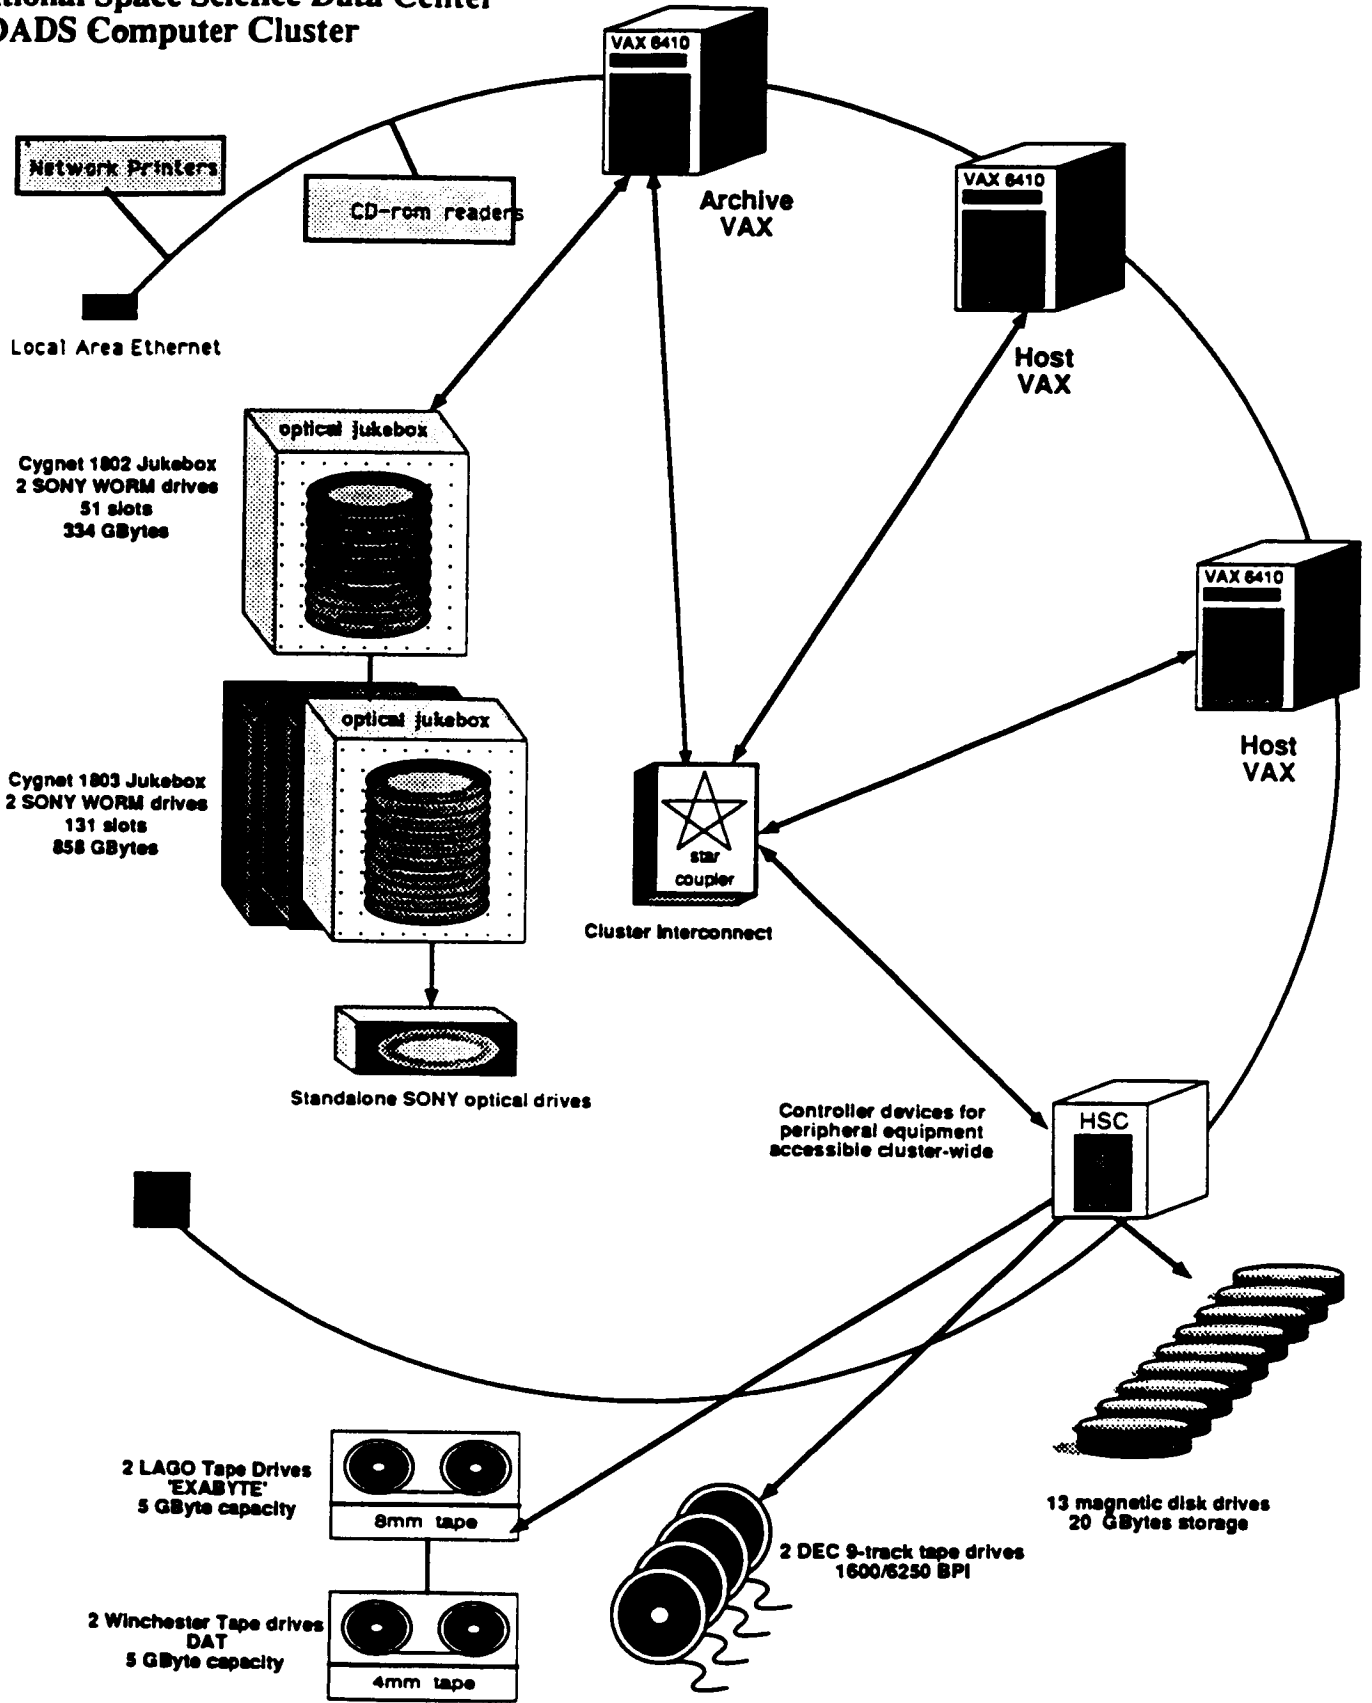 tional Space Science Data Center
DADS Computer Cluster
VAX 6410
Network Printers
CD-rom readers
Archive
VAX
VAX 6410
Host
VAX
Local Area Ethernet
optical jukebox
Cygnet 1802 Jukebox
2 SONY WORM drives
51 slots
334 GBytes
VAX 6410
Host
VAX
optical jukebox
Cygnet 1803 Jukebox
2 SONY WORM drives
131 slots
858 GBytes
star
coupler
Cluster Interconnect
Standalone SONY optical drives
Controller devices for
peripheral equipment
accessible cluster-wide
HSC
2 LAGO Tape Drives
'EXABYTE'
5 GByte capacity
8mm tape
13 magnetic disk drives
20 GBytes storage
2 DEC 9-track tape drives
1600/6250 BPI
2 Winchester Tape drives
DAT
5 GByte capacity
4mm tape